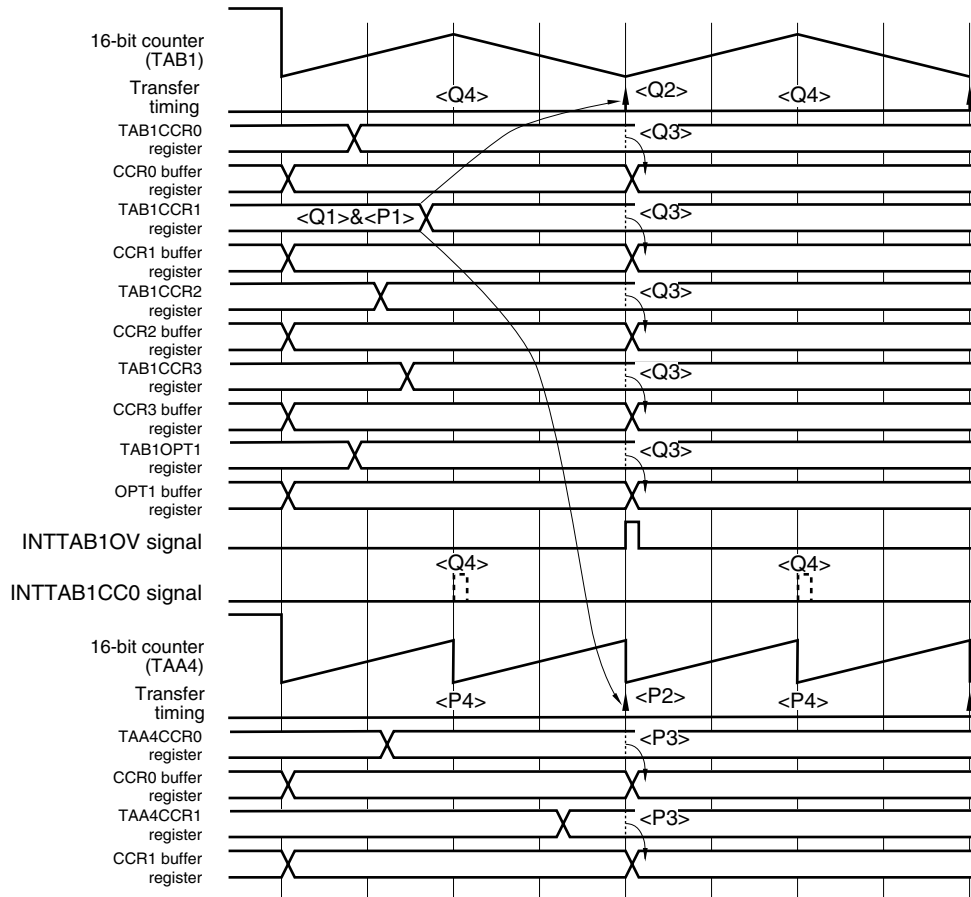 16-bit counter
(TAB1)
Transfer
timing
<Q4>
<Q2>
<Q4>
TAB1CCR0
register
<Q3>
CCR0 buffer
register
TAB1CCR1
register
<Q1>&<P1>
<Q3>
CCR1 buffer
register
TAB1CCR2
register
<Q3>
CCR2 buffer
register
TAB1CCR3
register
<Q3>
CCR3 buffer
register
TAB1OPT1
register
<Q3>
OPT1 buffer
register
INTTAB1OV signal
<Q4>
<Q4>
INTTAB1CC0 signal
16-bit counter
(TAA4)
Transfer
timing
<P4>
<P2>
<P4>
TAA4CCR0
register
<P3>
CCR0 buffer
register
TAA4CCR1
register
<P3>
CCR1 buffer
register